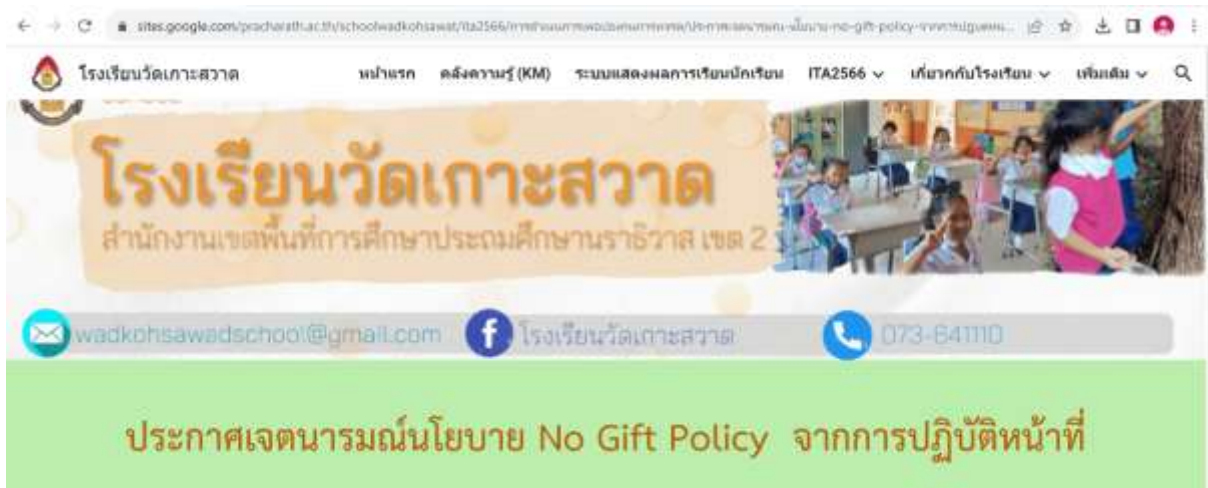 sites.google.com/pracharath.ac.th/schoolwadkohsawat/ita2566/
โรงเรียนวัดเกาะสวาด หน้าแรก คลังความรู้ (KM) ระบบแสดงผลการเรียนนักเรียน ITA2566 เกี่ยวกับโรงเรียน เพิ่มเติม
โรงเรียนวัดเกาะสวาด
สำนักงานเขตพื้นที่การศึกษาประถมศึกษานราธิวาส เขต 2
wadkohsawadschool@gmail.com โรงเรียนวัดเกาะสวาด 073-641110
ประกาศเจตนารมณ์นโยบาย No Gift Policy จากการปฏิบัติหน้าที่